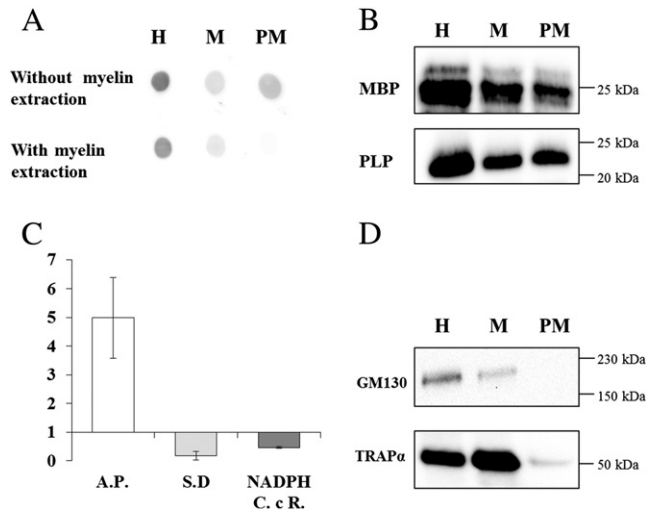 A
H M PM
Without myelin
extraction
With myelin
extraction
B
H M PM
MBP
25 kDa
PLP
25 kDa
20 kDa
C
7
6
5
4
3
2
1
0
A.P. S.D NADPH
C. c R.
D
H M PM
GM130
230 kDa
150 kDa
TRAPα
50 kDa